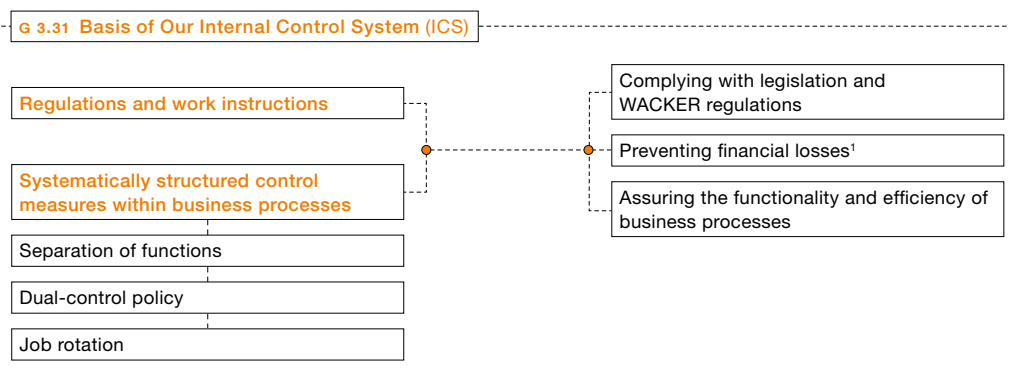 G 3.31 Basis of Our Internal Control System (ICS)
Regulations and work instructions
Systematically structured control
measures within business processes
Separation of functions
Dual-control policy
Job rotation
Complying with legislation and
WACKER regulations
Preventing financial losses¹
Assuring the functionality and efficiency of
business processes